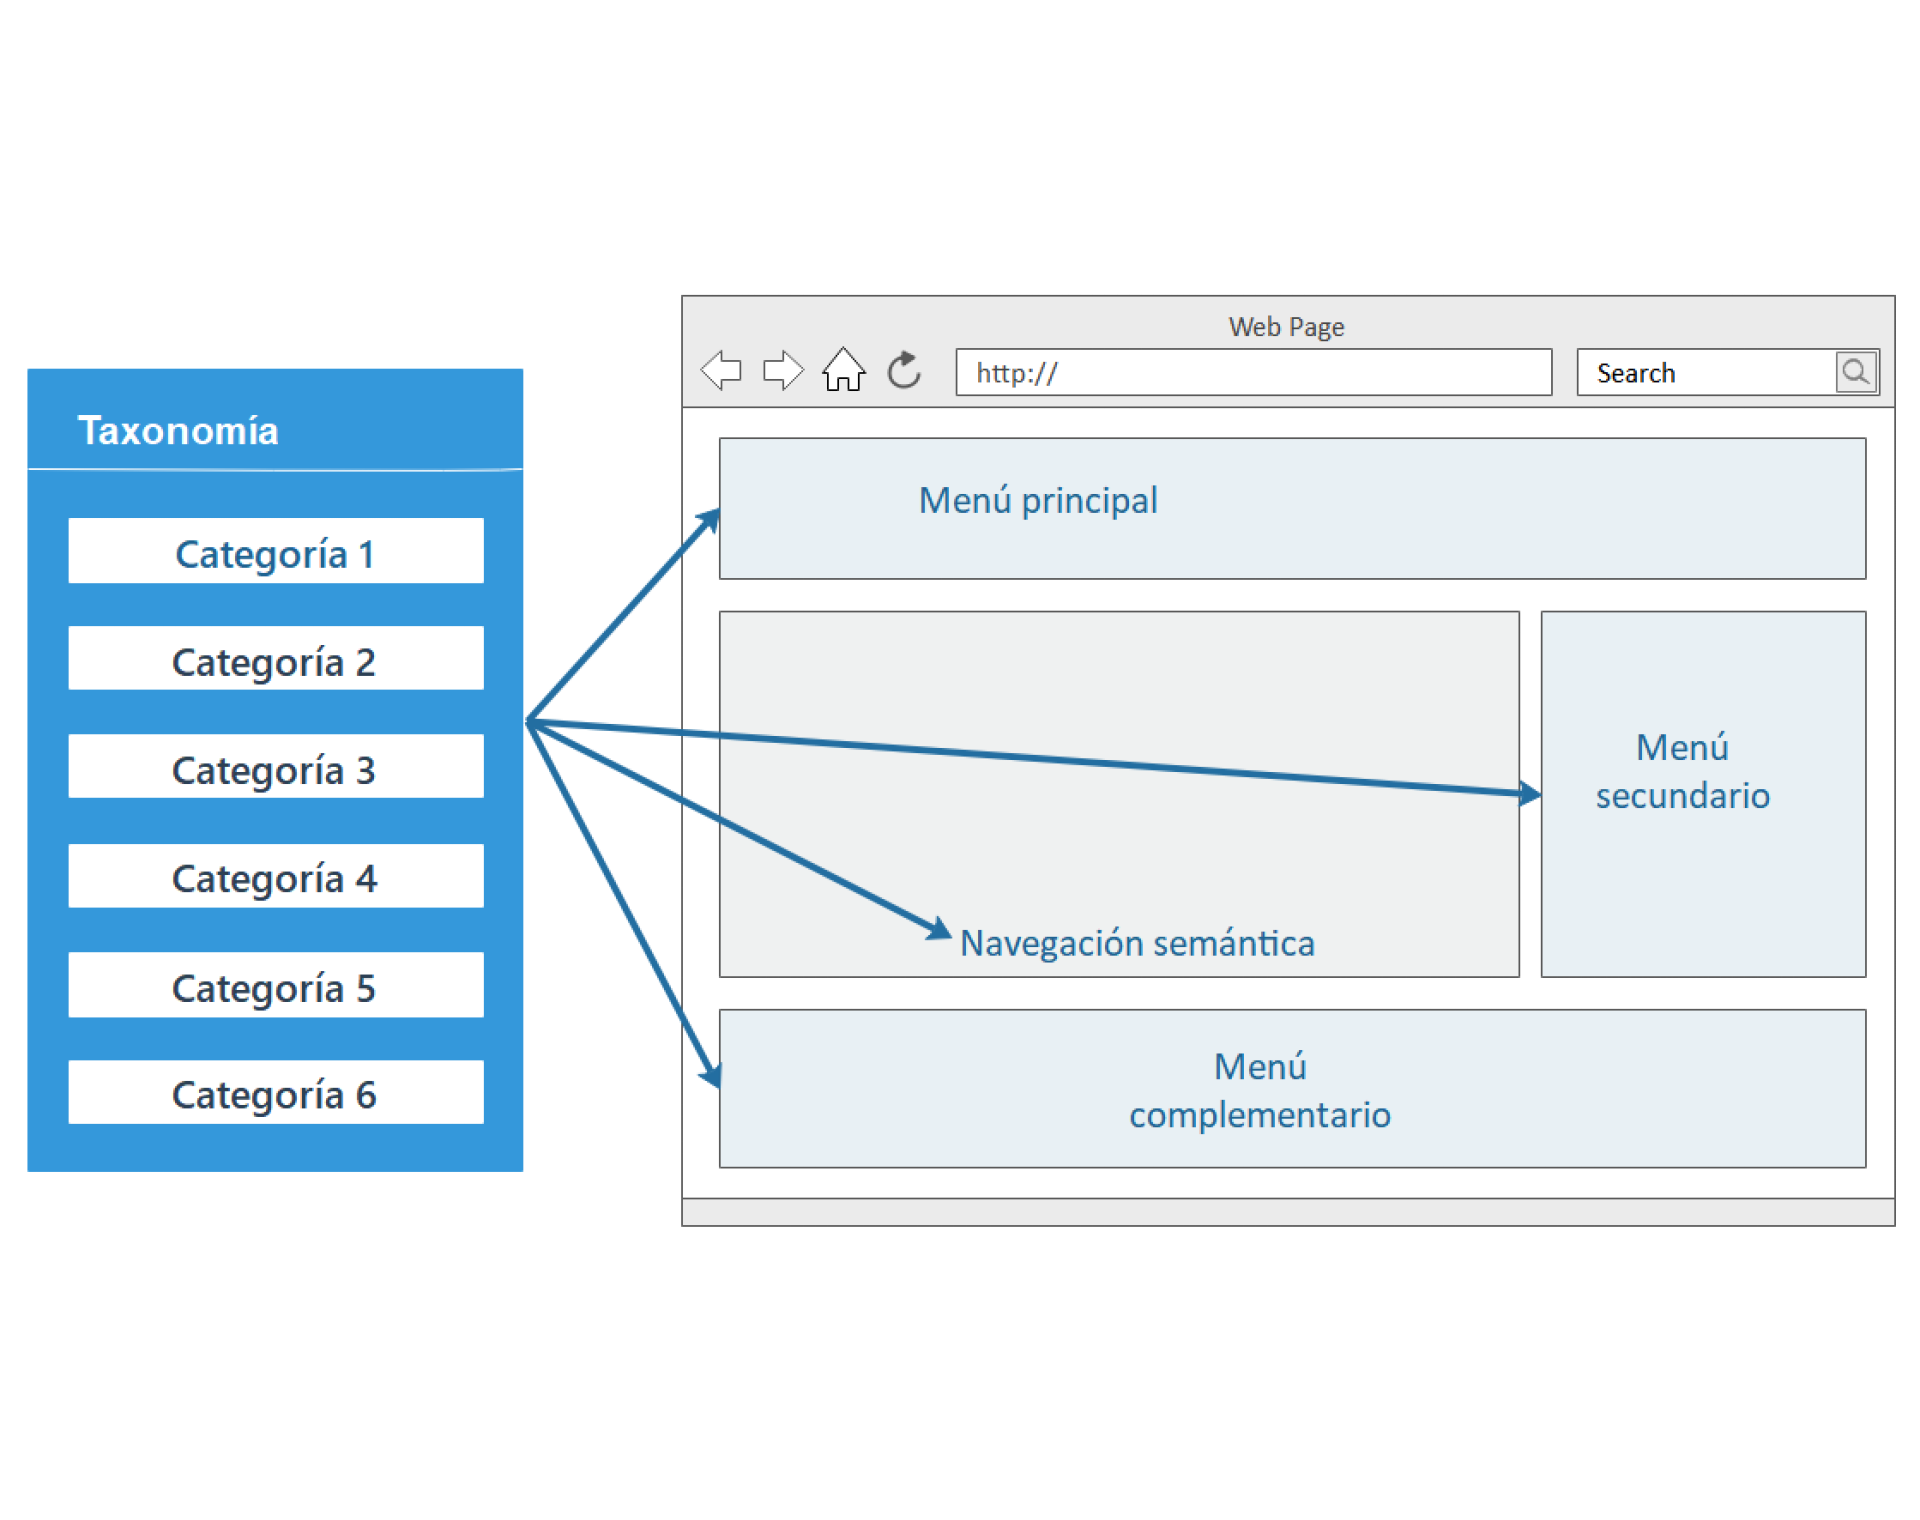 Taxonomía
Categoría 1
Categoría 2
Categoría 3
Categoría 4
Categoría 5
Categoría 6
Web Page
http://
Search
Menú principal
Menú
secundario
Navegación semántica
Menú
complementario